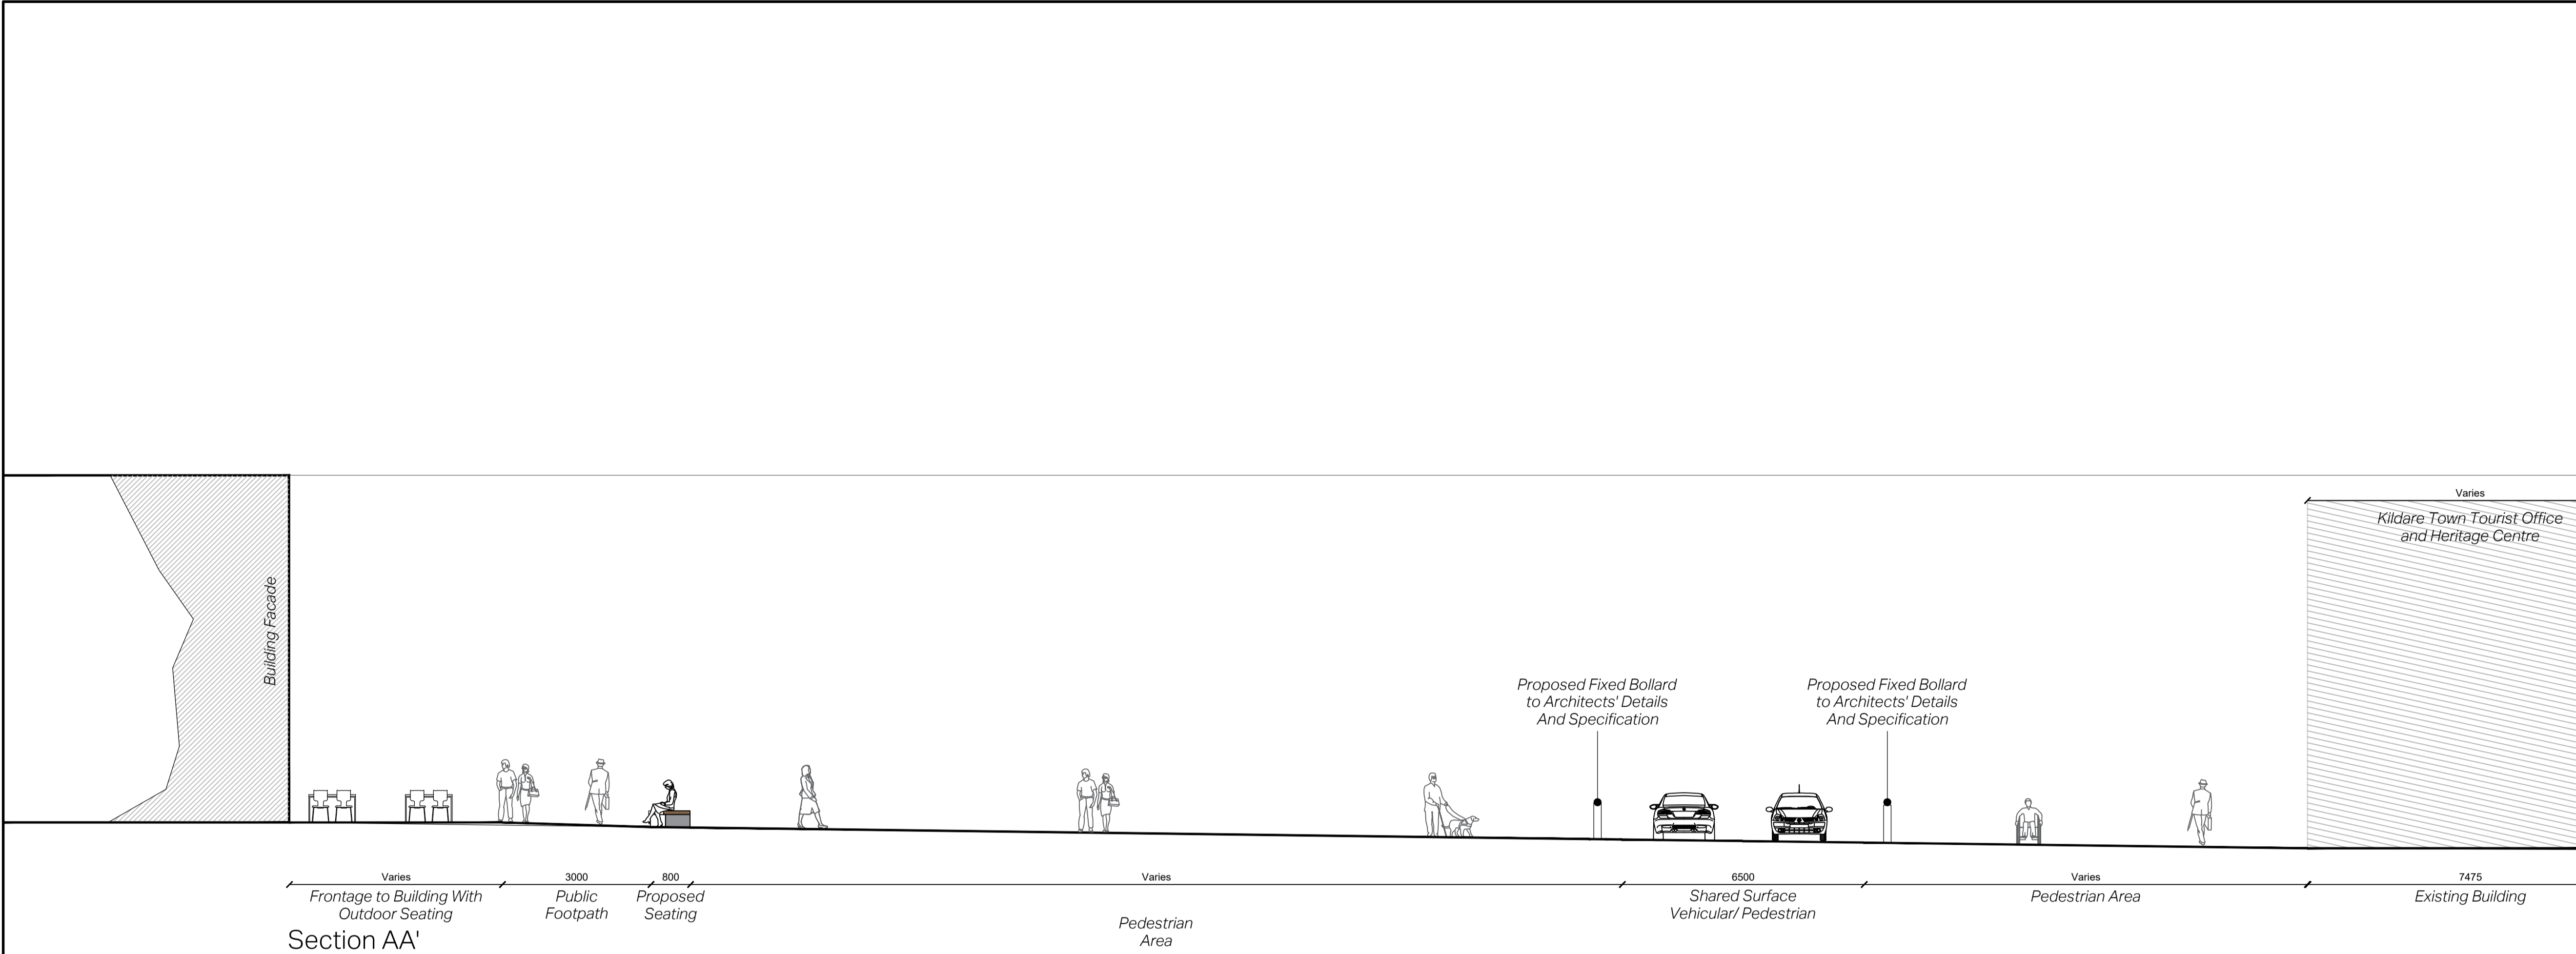 Varies
Kildare Town Tourist Office
and Heritage Centre
Building Facade
Proposed Fixed Bollard
to Architects' Details
And Specification
Proposed Fixed Bollard
to Architects' Details
And Specification
Varies
3000
800
Varies
6500
Varies
7475
Frontage to Building With
Outdoor Seating
Public
Footpath
Proposed
Seating
Pedestrian
Area
Shared Surface
Vehicular/ Pedestrian
Pedestrian Area
Existing Building
Section AA'